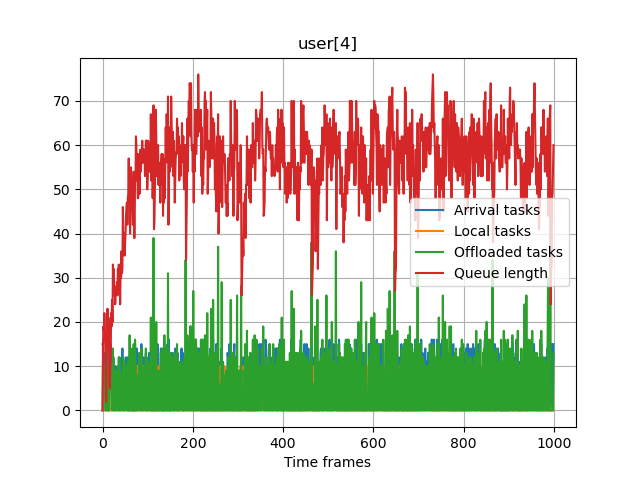 user[4]
70
60
50
40
30
20
10
0
Arrival tasks
Local tasks
Offloaded tasks
Queue length
0 200 400 600 800 1000
Time frames